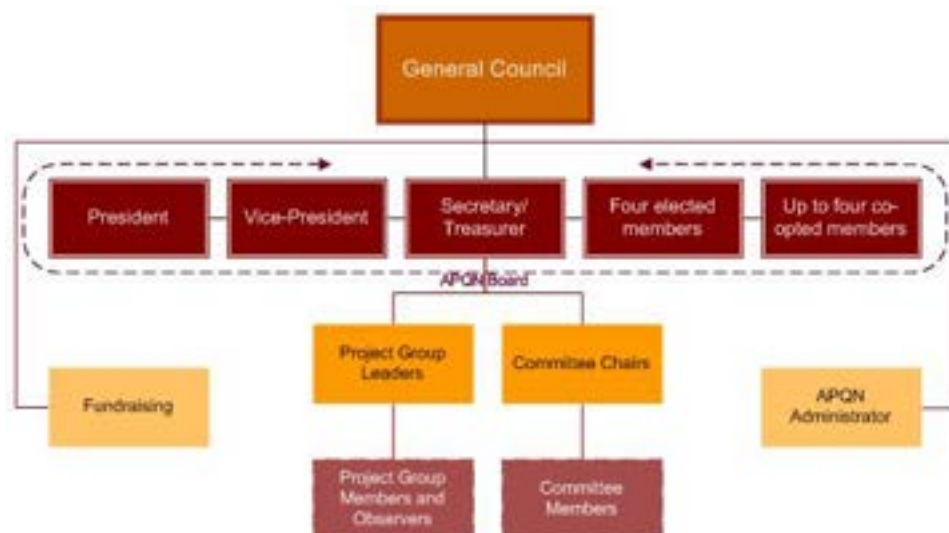 General Council
President
Vice-President
Secretary/
Treasurer
Four elected
members
Up to four co-
opted members
APQN Board
Project Group
Leaders
Committee Chairs
Fundraising
APQN
Administrator
Project Group
Members and
Observers
Committee
Members